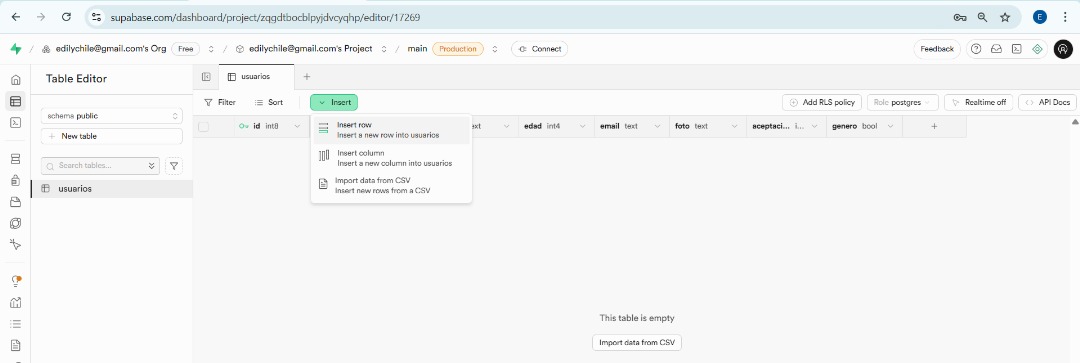 supabase.com/dashboard/project/zqgdtbocblpyjdvcyqhp/editor/17269
E
edilychile@gmail.com's Org Free / edilychile@gmail.com's Project / main Production Connect Feedback
Table Editor
usuarios
schema public
Filter Sort Insert Add RLS policy Role postgres Realtime off API Docs
New table
id int8 ext edad int4 email text foto text aceptaci... i... genero bool
Insert row
Insert a new row into usuarios
Insert column
Insert a new column into usuarios
Import data from CSV
Insert new rows from a CSV
Search tables...
usuarios
This table is empty
Import data from CSV